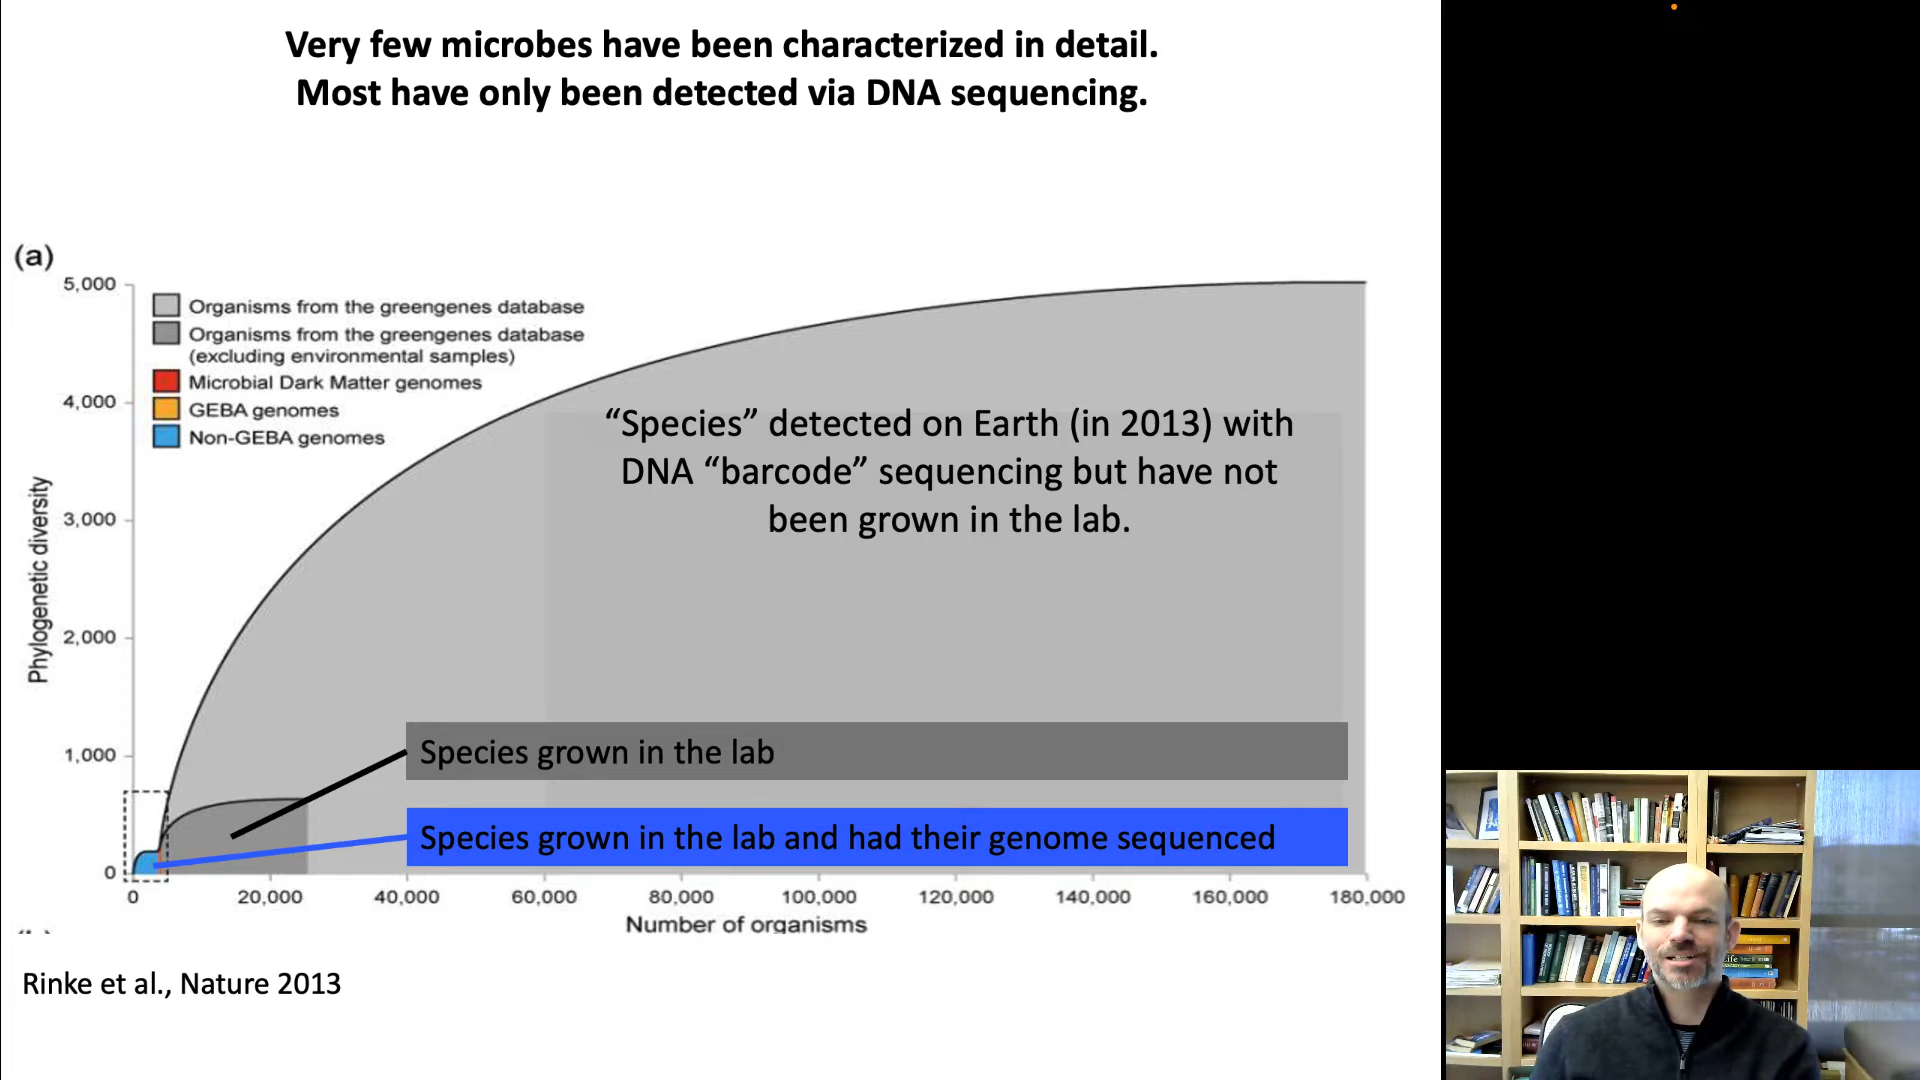 Very few microbes have been characterized in detail.
Most have only been detected via DNA sequencing.
(a)
5,000
4,000
3,000
2,000
1,000
0
Phylogenetic diversity
Organisms from the greengenes database
Organisms from the greengenes database
(excluding environmental samples)
Microbial Dark Matter genomes
GEBA genomes
Non-GEBA genomes
“Species” detected on Earth (in 2013) with
DNA “barcode” sequencing but have not
been grown in the lab.
Species grown in the lab
Species grown in the lab and had their genome sequenced
0 20,000 40,000 60,000 80,000 100,000 120,000 140,000 160,000 180,000
Number of organisms
Rinke et al., Nature 2013
Life